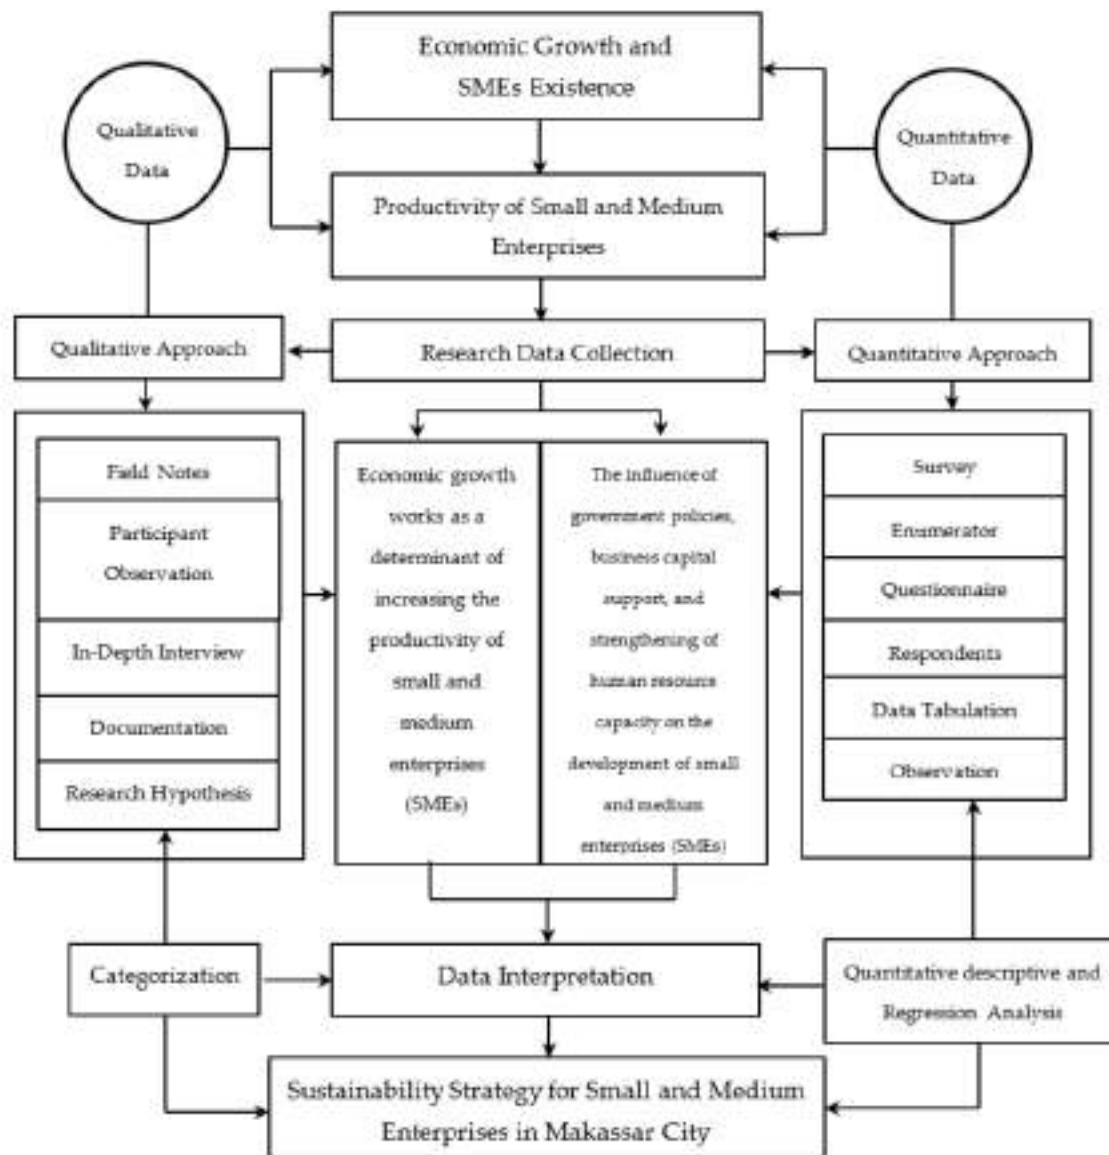 Economic Growth and
SMEs Existence
Qualitative
Data
Quantitative
Data
Productivity of Small and Medium
Enterprises
Qualitative Approach
Research Data Collection
Quantitative Approach
Field Notes
Participant
Observation
In-Depth Interview
Documentation
Research Hypothesis
Economic growth
works as a
determinant of
increasing the
productivity of
small and
medium
enterprises
(SMEs)
The influence of
government policies,
business capital
support, and
strengthening of
human resource
capacity on the
development of small
and medium
enterprises (SMEs)
Survey
Enumerator
Questionnaire
Respondents
Data Tabulation
Observation
Categorization
Data Interpretation
Quantitative descriptive and
Regression Analysis
Sustainability Strategy for Small and Medium
Enterprises in Makassar City